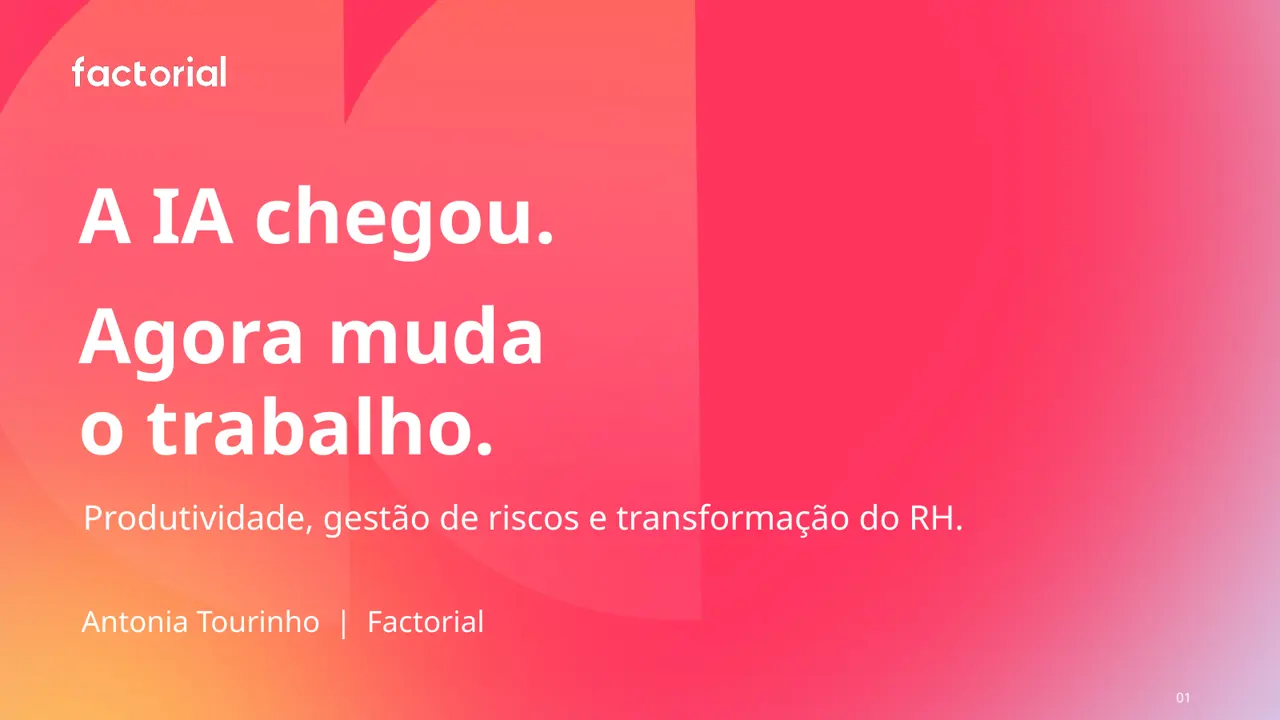 factorial
A IA chegou.
Agora muda
o trabalho.
Produtividade, gestão de riscos e transformação do RH.
Antonia Tourinho | Factorial
01